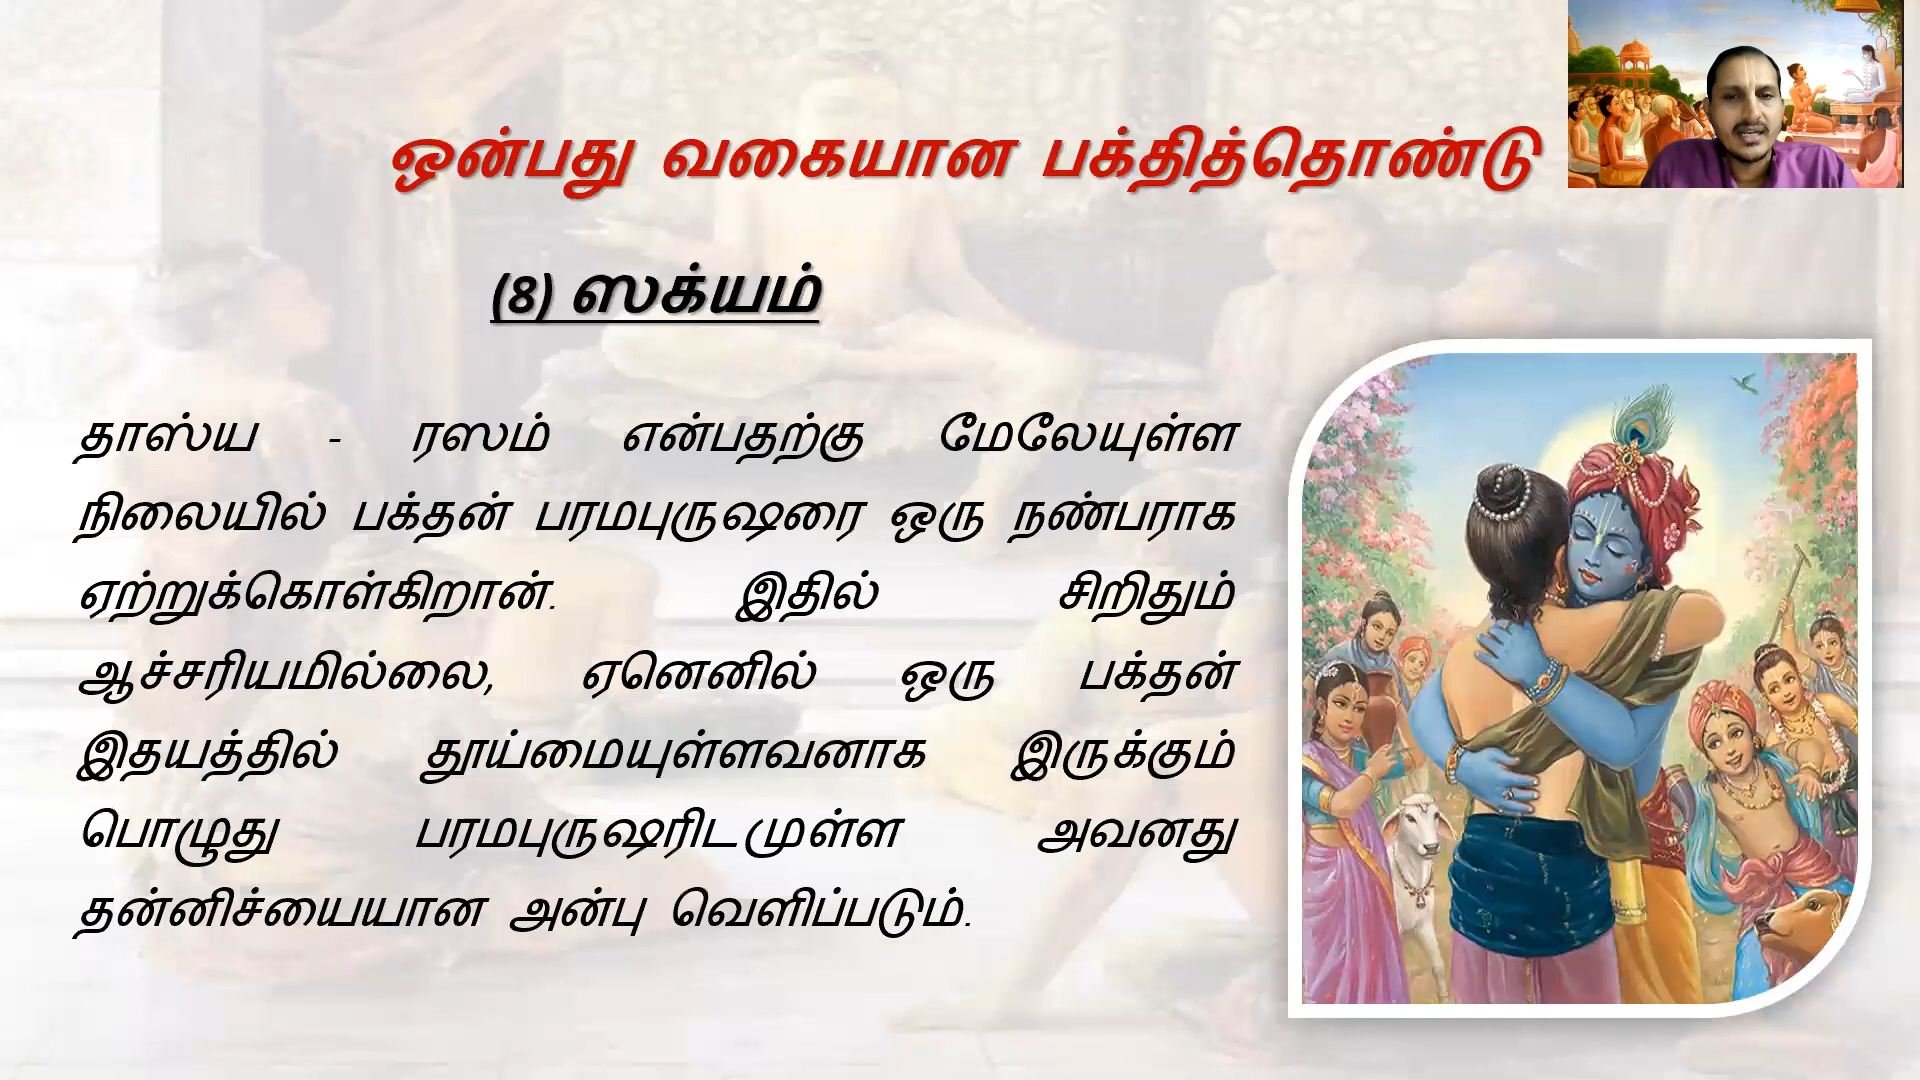 ஒன்பது வகையான பக்தித்தொண்டு
(8) ஸக்யம்
தாஸ்ய - ரஸம் என்பதற்கு மேலேயுள்ள
நிலையில் பக்தன் பரமபுருஷரை ஒரு நண்பராக
ஏற்றுக்கொள்கிறான். இதில் சிறிதும்
ஆச்சரியமில்லை, ஏனெனில் ஒரு பக்தன்
இதயத்தில் தூய்மையுள்ளவனாக இருக்கும்
பொழுது பரமபுருஷரிடமுள்ள அவனது
தன்னிச்யையான அன்பு வெளிப்படும்.